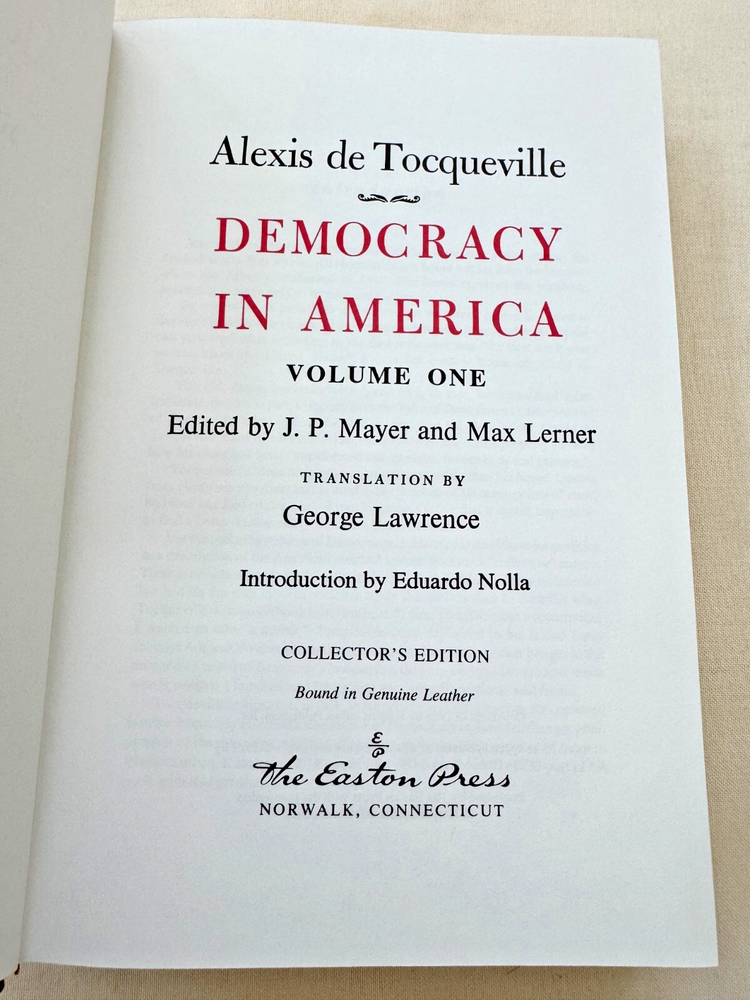 Alexis de Tocqueville
DEMOCRACY
IN AMERICA
VOLUME ONE
Edited by J. P. Mayer and Max Lerner
TRANSLATION BY
George Lawrence
Introduction by Eduardo Nolla
COLLECTOR'S EDITION
Bound in Genuine Leather
E
P
The Easton Press
NORWALK, CONNECTICUT